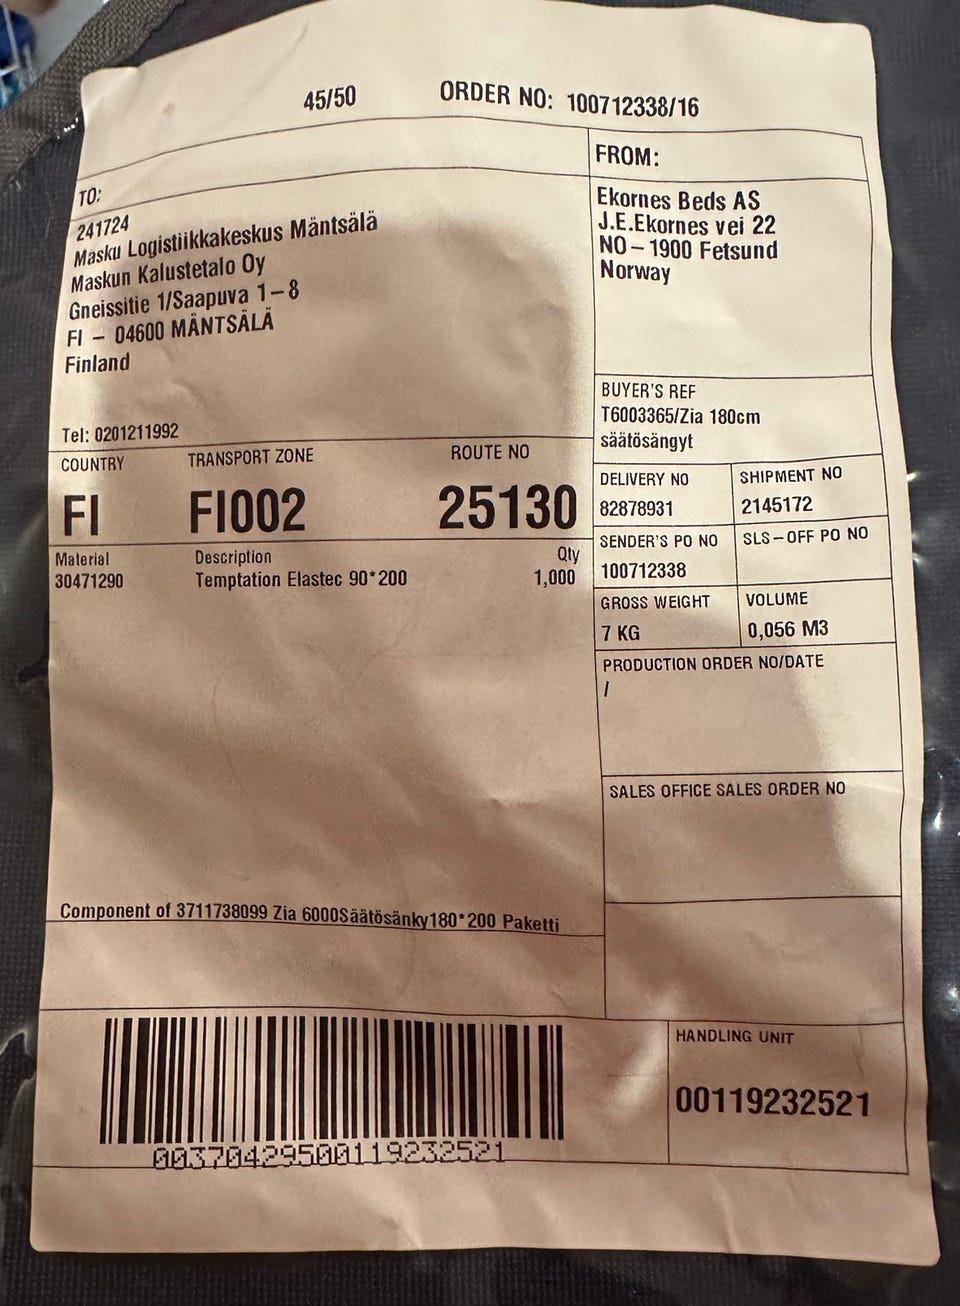 45/50 ORDER NO: 100712338/16
TO:
241724
Masku Logistiikkakeskus Mäntsälä
Maskun Kalustetalo Oy
Gneissitie 1/Saapuva 1-8
FI - 04600 MÄNTSÄLÄ
Finland
Tel: 0201211992
FROM:
Ekornes Beds AS
J.E.Ekornes vei 22
NO-1900 Fetsund
Norway
BUYER'S REF
T6003365/Zia 180cm
säätösängyt
COUNTRY TRANSPORT ZONE ROUTE NO
FI FI002 25130
DELIVERY NO SHIPMENT NO
82878931 2145172
SENDER'S PO NO SLS-OFF PO NO
100712338
GROSS WEIGHT VOLUME
7 KG 0,056 M3
Material Description Qty
30471290 Temptation Elastec 90*200 1,000
PRODUCTION ORDER NO/DATE
/
SALES OFFICE SALES ORDER NO
Component of 3711738099 Zia 6000Säätösänky180*200 Paketti
00370429500119232521
HANDLING UNIT
00119232521